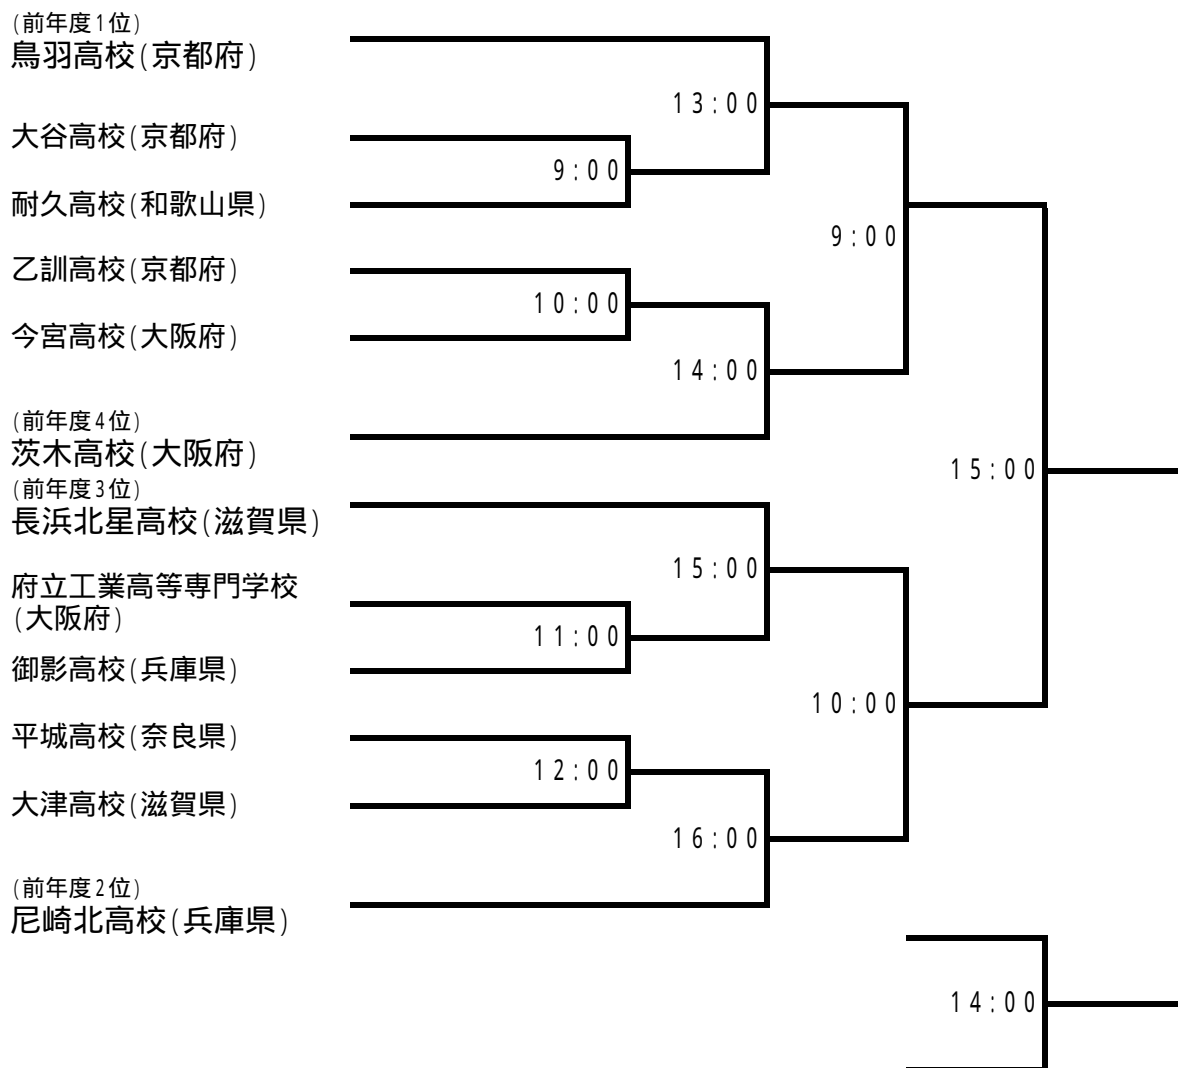 (前年度1位)
鳥羽高校(京都府)
13:00
大谷高校(京都府)
9:00
耐久高校(和歌山県)
9:00
乙訓高校(京都府)
10:00
今宮高校(大阪府)
14:00
(前年度4位)
茨木高校(大阪府)
15:00
(前年度3位)
長浜北星高校(滋賀県)
15:00
府立工業高等専門学校
(大阪府)
11:00
御影高校(兵庫県)
10:00
平城高校(奈良県)
12:00
大津高校(滋賀県)
16:00
(前年度2位)
尼崎北高校(兵庫県)
14:00